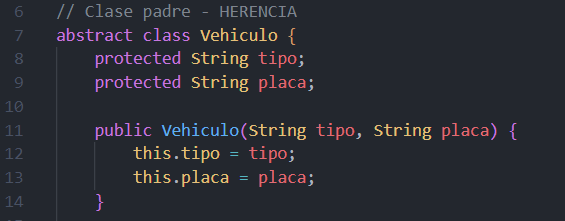 6 // Clase padre - HERENCIA
7 abstract class Vehiculo {
8 protected String tipo;
9 protected String placa;
10
11 public Vehiculo(String tipo, String placa) {
12 this.tipo = tipo;
13 this.placa = placa;
14 }